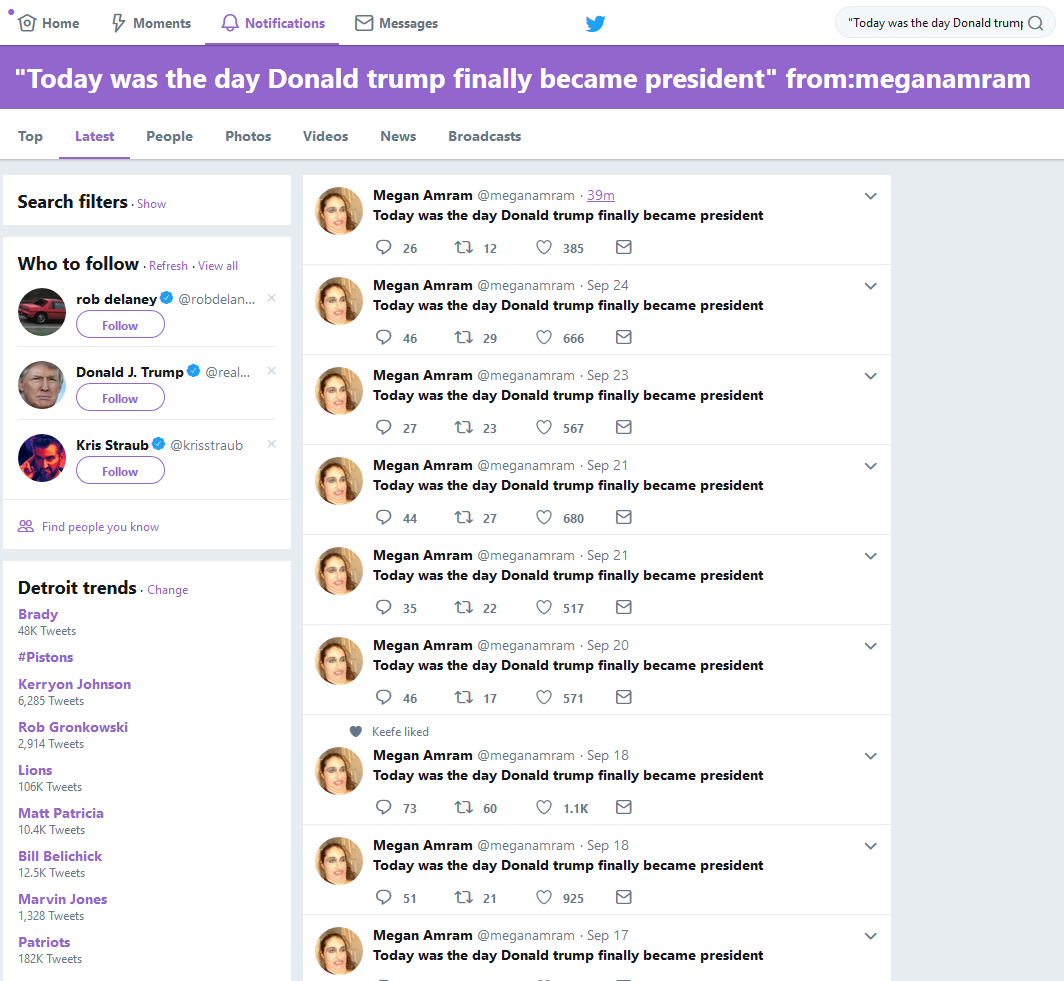 Home Moments Notifications Messages "Today was the day Donald trump
"Today was the day Donald trump finally became president" from:meganamram
Top Latest People Photos Videos News Broadcasts
Search filters · Show
Who to follow · Refresh · View all
rob delaney @robdelan...
Follow
Donald J. Trump @real...
Follow
Kris Straub @krisstraub
Follow
Find people you know
Detroit trends · Change
Brady
48K Tweets
#Pistons
Kerryon Johnson
6,285 Tweets
Rob Gronkowski
2,914 Tweets
Lions
106K Tweets
Matt Patricia
10.4K Tweets
Bill Belichick
12.5K Tweets
Marvin Jones
1,328 Tweets
Patriots
182K Tweets
Megan Amram @meganamram · 39m
Today was the day Donald trump finally became president
26 12 385
Megan Amram @meganamram · Sep 24
Today was the day Donald trump finally became president
46 29 666
Megan Amram @meganamram · Sep 23
Today was the day Donald trump finally became president
27 23 567
Megan Amram @meganamram · Sep 21
Today was the day Donald trump finally became president
44 27 680
Megan Amram @meganamram · Sep 21
Today was the day Donald trump finally became president
35 22 517
Megan Amram @meganamram · Sep 20
Today was the day Donald trump finally became president
46 17 571
Keefe liked
Megan Amram @meganamram · Sep 18
Today was the day Donald trump finally became president
73 60 1.1K
Megan Amram @meganamram · Sep 18
Today was the day Donald trump finally became president
51 21 925
Megan Amram @meganamram · Sep 17
Today was the day Donald trump finally became president